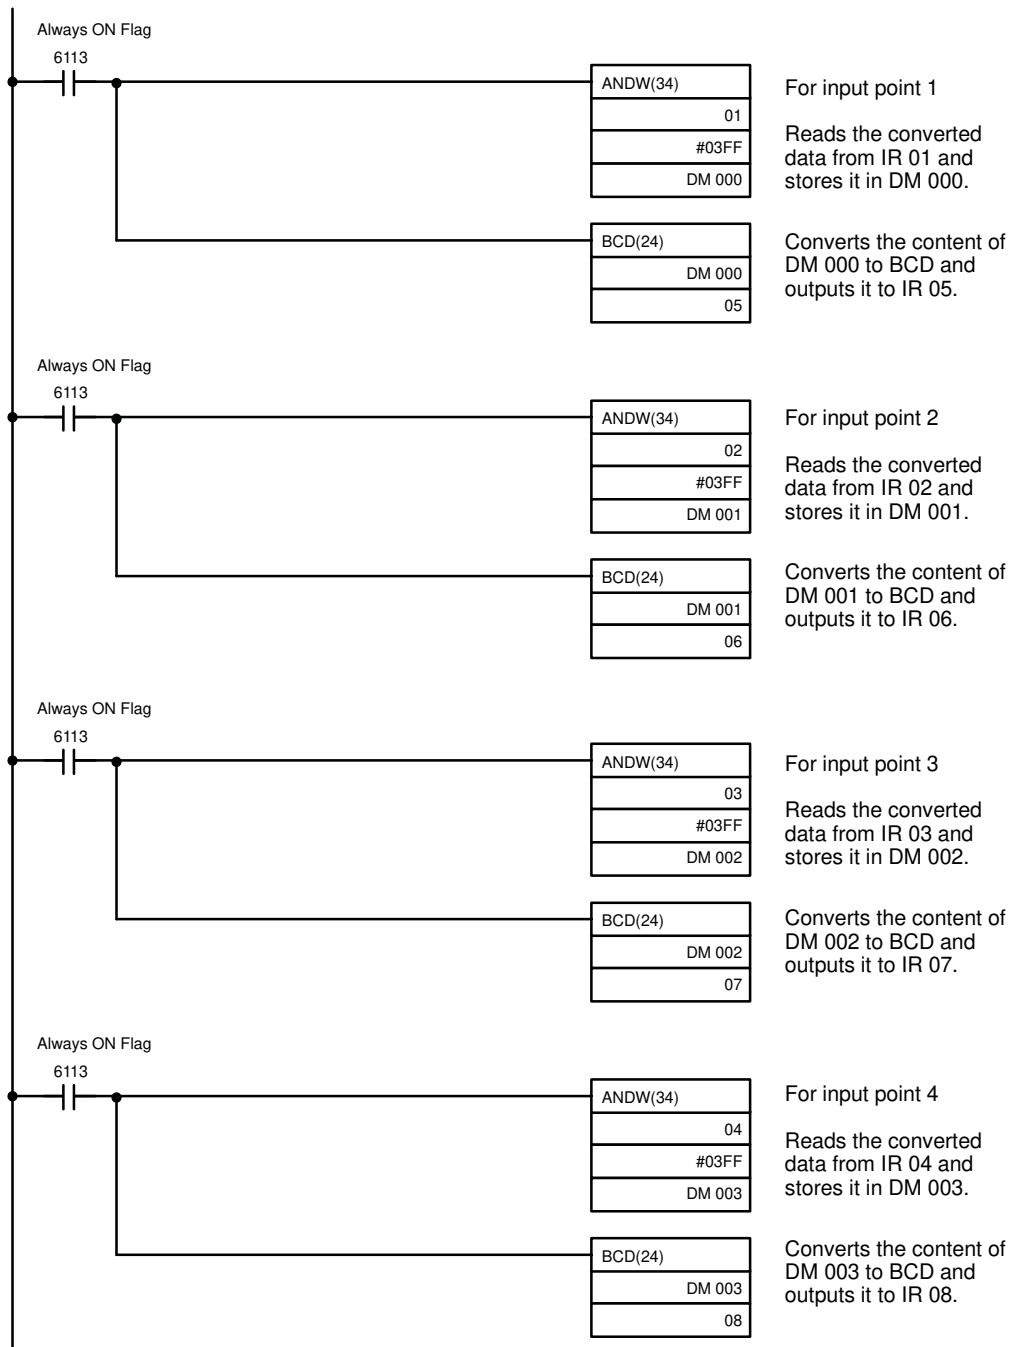 Always ON Flag
6113
ANDW(34)
01
#03FF
DM 000
For input point 1
Reads the converted
data from IR 01 and
stores it in DM 000.
BCD(24)
DM 000
05
Converts the content of
DM 000 to BCD and
outputs it to IR 05.
Always ON Flag
6113
ANDW(34)
02
#03FF
DM 001
For input point 2
Reads the converted
data from IR 02 and
stores it in DM 001.
BCD(24)
DM 001
06
Converts the content of
DM 001 to BCD and
outputs it to IR 06.
Always ON Flag
6113
ANDW(34)
03
#03FF
DM 002
For input point 3
Reads the converted
data from IR 03 and
stores it in DM 002.
BCD(24)
DM 002
07
Converts the content of
DM 002 to BCD and
outputs it to IR 07.
Always ON Flag
6113
ANDW(34)
04
#03FF
DM 003
For input point 4
Reads the converted
data from IR 04 and
stores it in DM 003.
BCD(24)
DM 003
08
Converts the content of
DM 003 to BCD and
outputs it to IR 08.